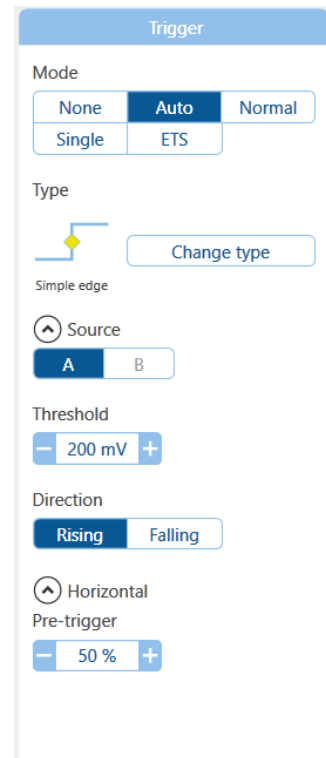 Trigger
Mode
None Auto Normal
Single ETS
Type
Change type
Simple edge
Source
A B
Threshold
− 200 mV +
Direction
Rising Falling
Horizontal
Pre-trigger
− 50 % +